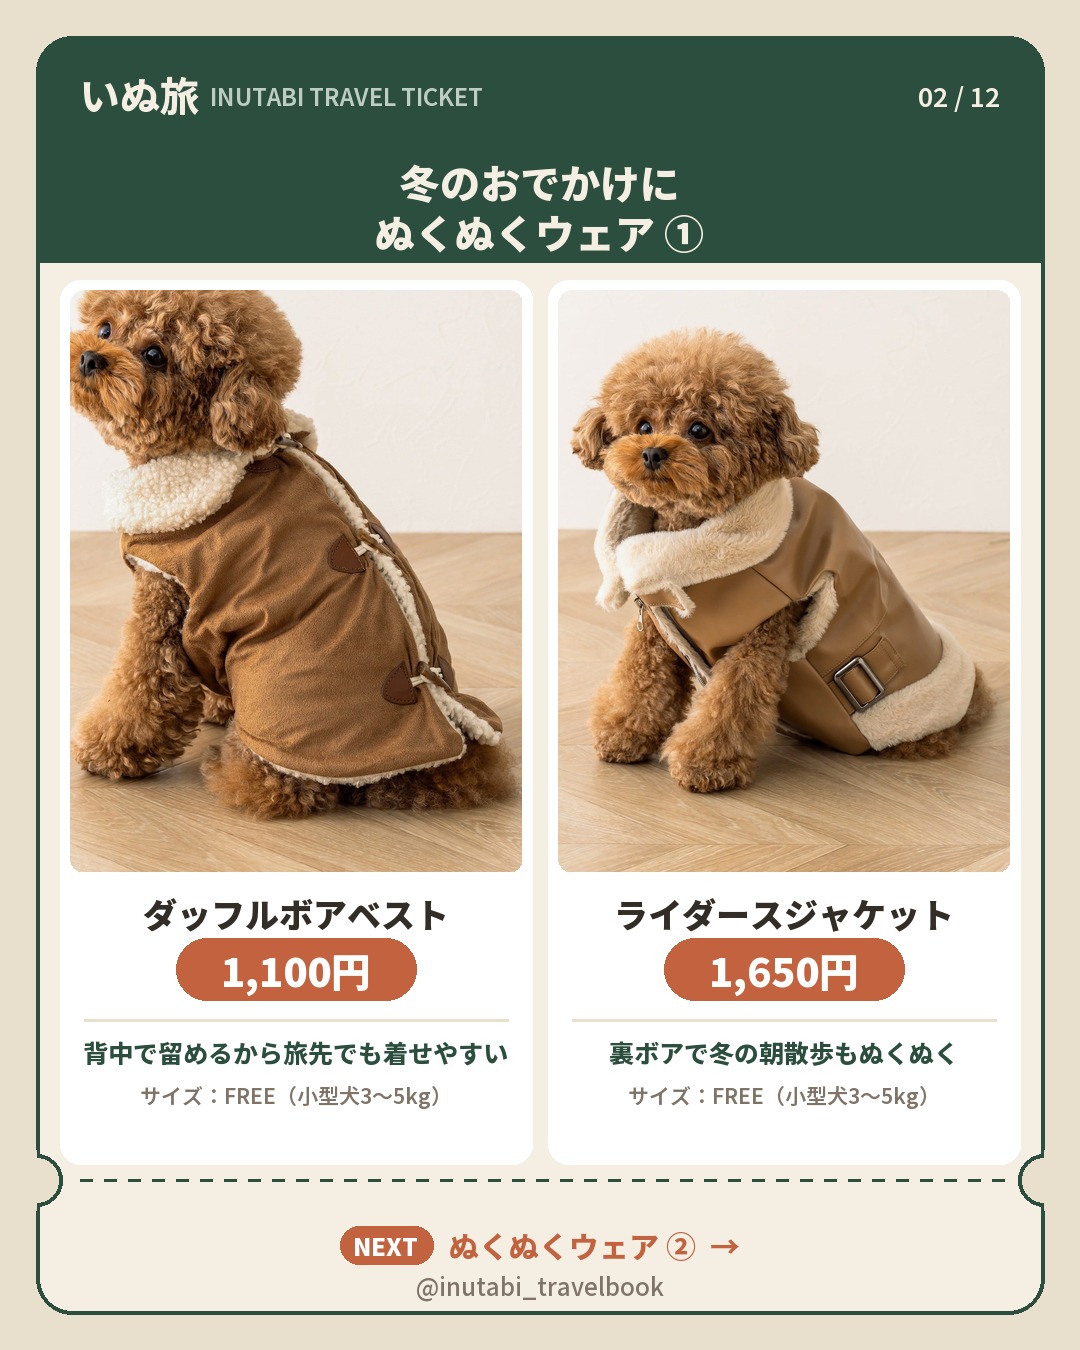 いぬ旅 INUTABI TRAVEL TICKET
02 / 12
冬のおでかけに
ぬくぬくウェア ①
ダッフルボアベスト
1,100円
背中で留めるから旅先でも着せやすい
サイズ：FREE（小型犬3〜5kg）
ライダースジャケット
1,650円
裏ボアで冬の朝散歩もぬくぬく
サイズ：FREE（小型犬3〜5kg）
NEXT ぬくぬくウェア ② →
@inutabi_travelbook